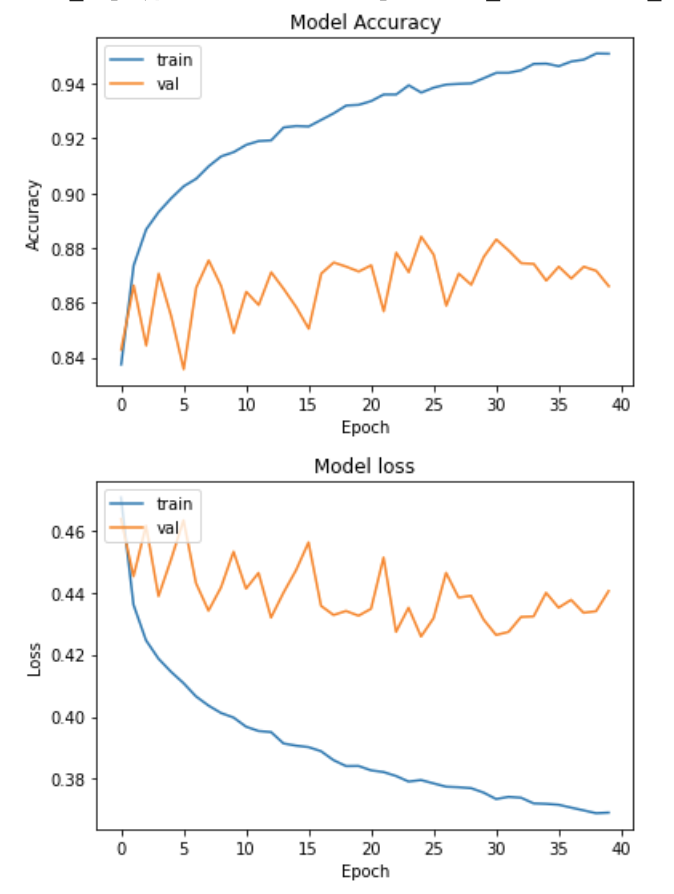 Model Accuracy
train
val
0.94
0.92
0.90
0.88
0.86
0.84
Accuracy
0 5 10 15 20 25 30 35 40
Epoch
Model loss
train
val
0.46
0.44
0.42
0.40
0.38
Loss
0 5 10 15 20 25 30 35 40
Epoch